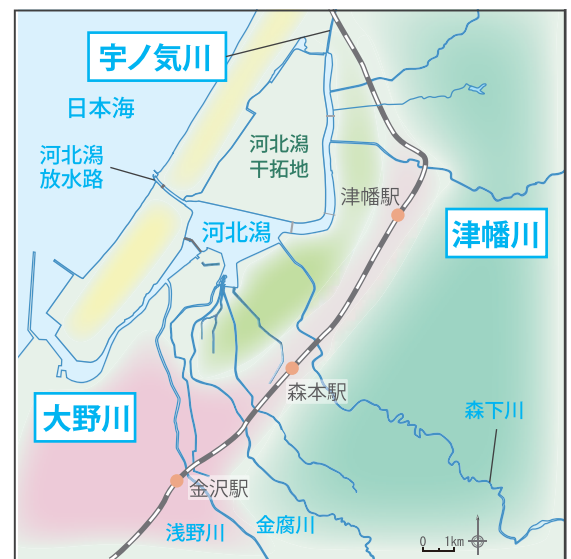 宇ノ気川
日本海
河北潟
放水路
河北潟
干拓地
津幡駅
河北潟
津幡川
大野川
森本駅
森下川
金沢駅
浅野川
金腐川
0 1km